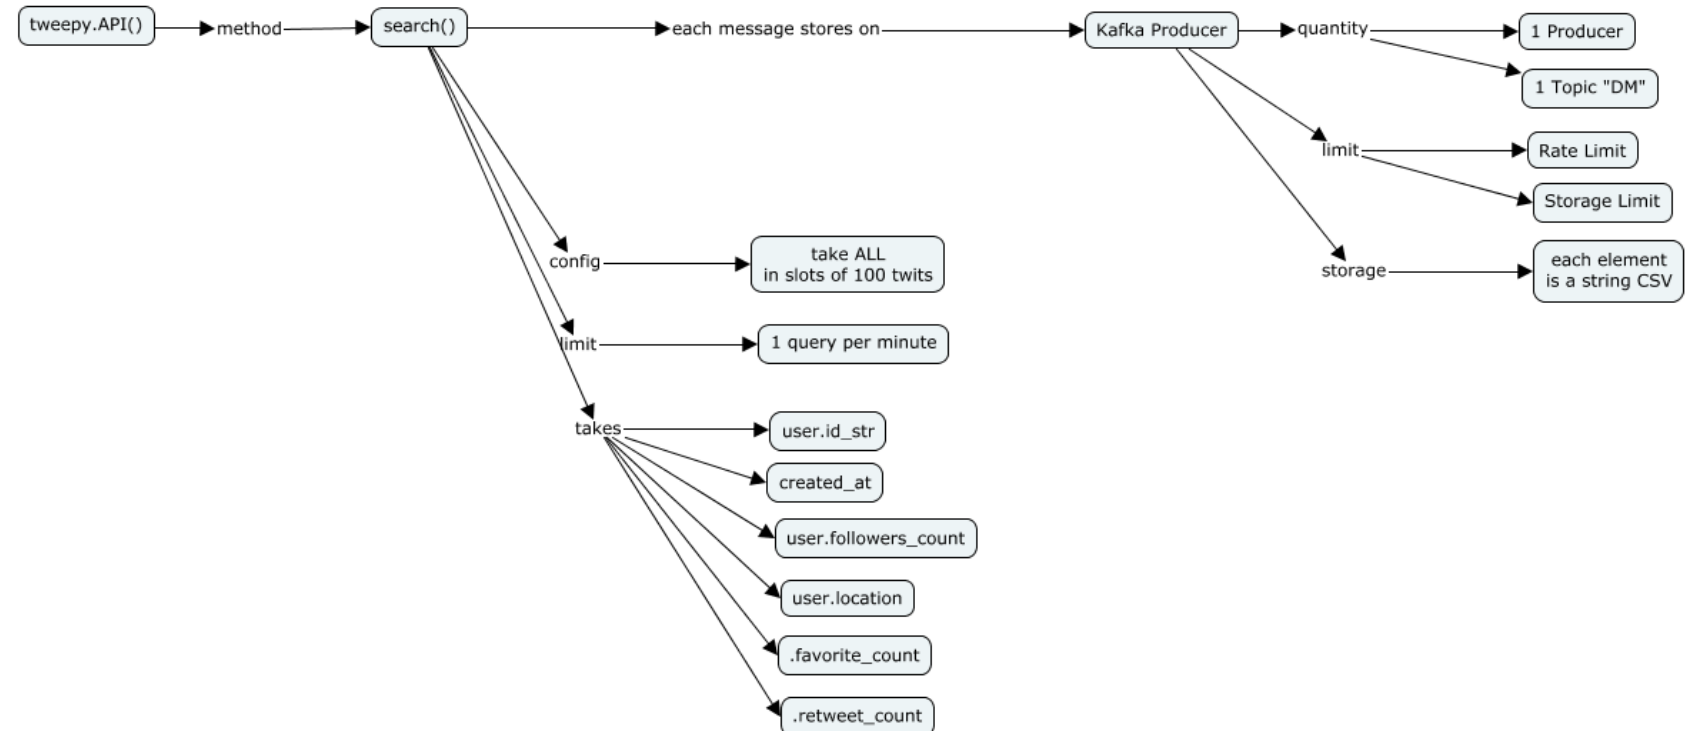 tweepy.API()
method
search()
each message stores on
Kafka Producer
quantity
1 Producer
1 Topic "DM"
limit
Rate Limit
Storage Limit
storage
each element
is a string CSV
config
take ALL
in slots of 100 twits
limit
1 query per minute
takes
user.id_str
created_at
user.followers_count
user.location
.favorite_count
.retweet_count